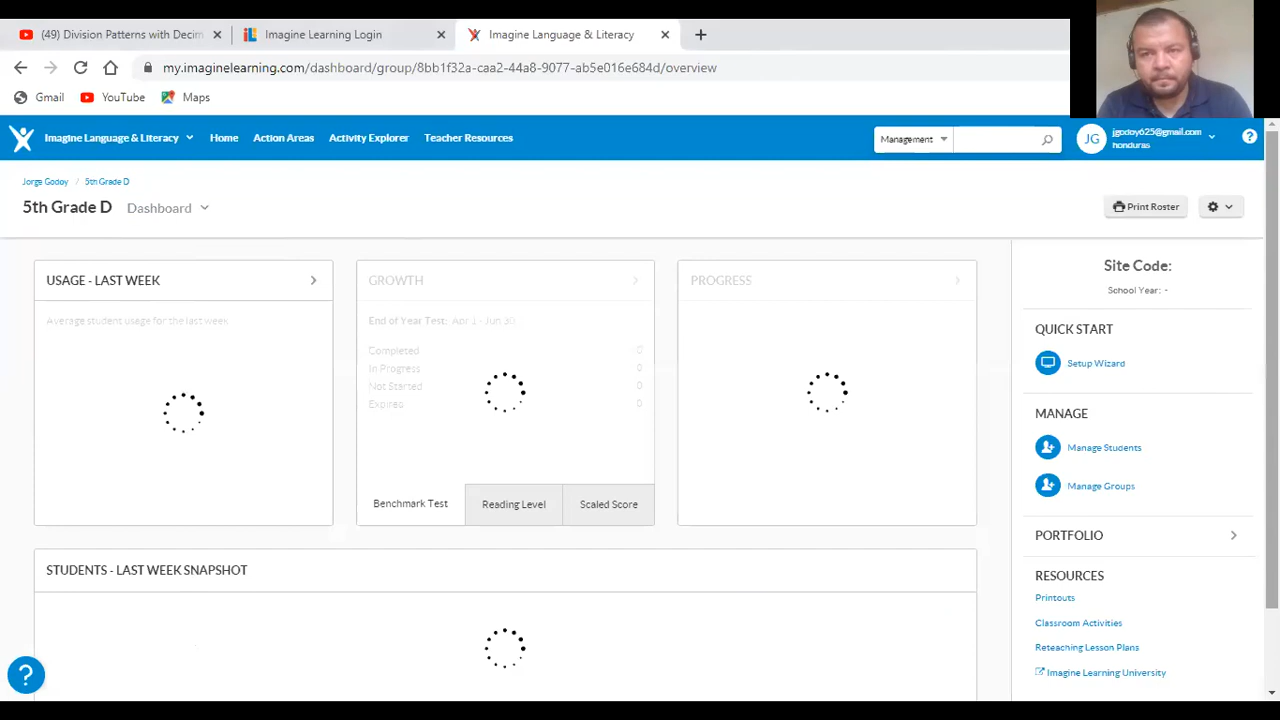 (49) Division Patterns with Decim
Imagine Learning Login
Imagine Language & Literacy
my.imaginelearning.com/dashboard/group/8bb1f32a-caa2-44a8-9077-ab5e016e684d/overview
Gmail
YouTube
Maps
Imagine Language & Literacy
Home
Action Areas
Activity Explorer
Teacher Resources
Management
JG
jgodoy625@gmail.com
honduras
Jorge Godoy / 5th Grade D
5th Grade D
Dashboard
Print Roster
USAGE - LAST WEEK
Average student usege for the last week
GROWTH
End of Year Test: Apr 1 - Jun 30
Completed 0
In Progress 0
Not Started 0
Expired 0
Benchmark Test
Reading Level
Scaled Score
PROGRESS
STUDENTS - LAST WEEK SNAPSHOT
Site Code:
School Year: -
QUICK START
Setup Wizard
MANAGE
Manage Students
Manage Groups
PORTFOLIO
RESOURCES
Printouts
Classroom Activities
Reteaching Lesson Plans
Imagine Learning University
?
?